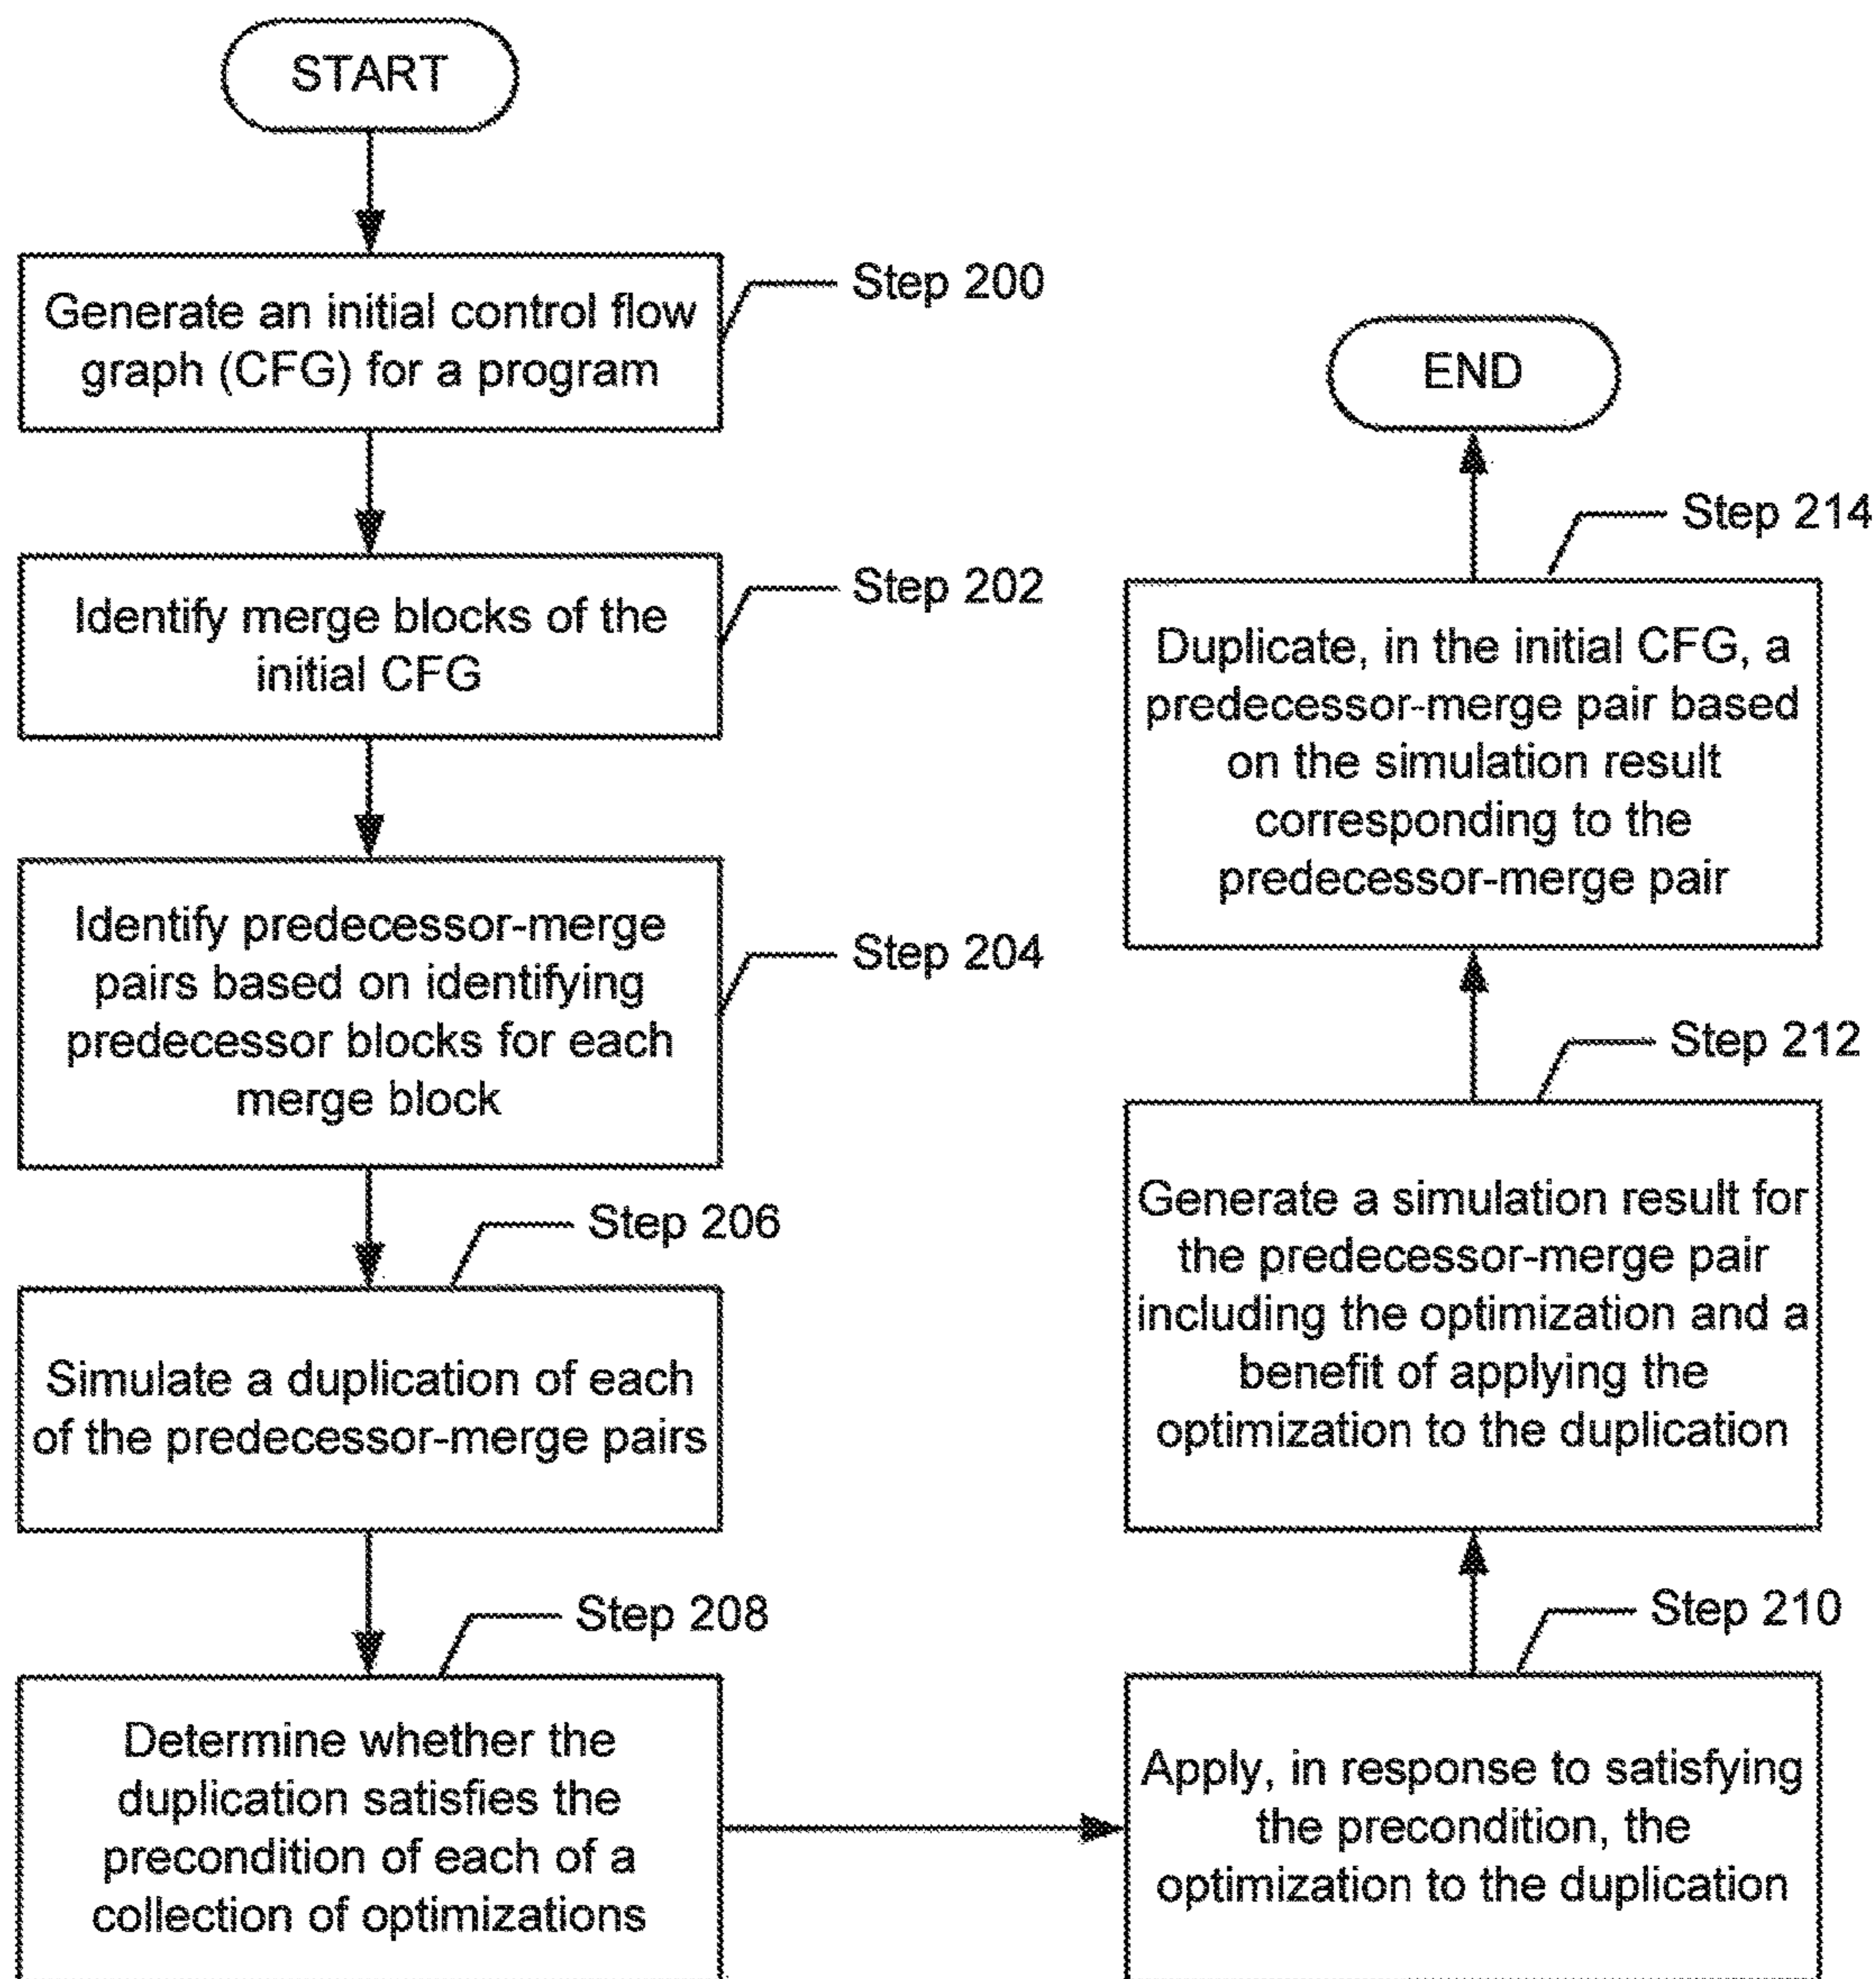 START
Generate an initial control flow
graph (CFG) for a program
Step 200
Identify merge blocks of the
initial CFG
Step 202
Identify predecessor-merge
pairs based on identifying
predecessor blocks for each
merge block
Step 204
Step 206
Simulate a duplication of each
of the predecessor-merge pairs
Step 208
Determine whether the
duplication satisfies the
precondition of each of a
collection of optimizations
Step 210
Apply, in response to satisfying
the precondition, the
optimization to the duplication
Step 212
Generate a simulation result for
the predecessor-merge pair
including the optimization and a
benefit of applying the
optimization to the duplication
Step 214
Duplicate, in the initial CFG, a
predecessor-merge pair based
on the simulation result
corresponding to the
predecessor-merge pair
END